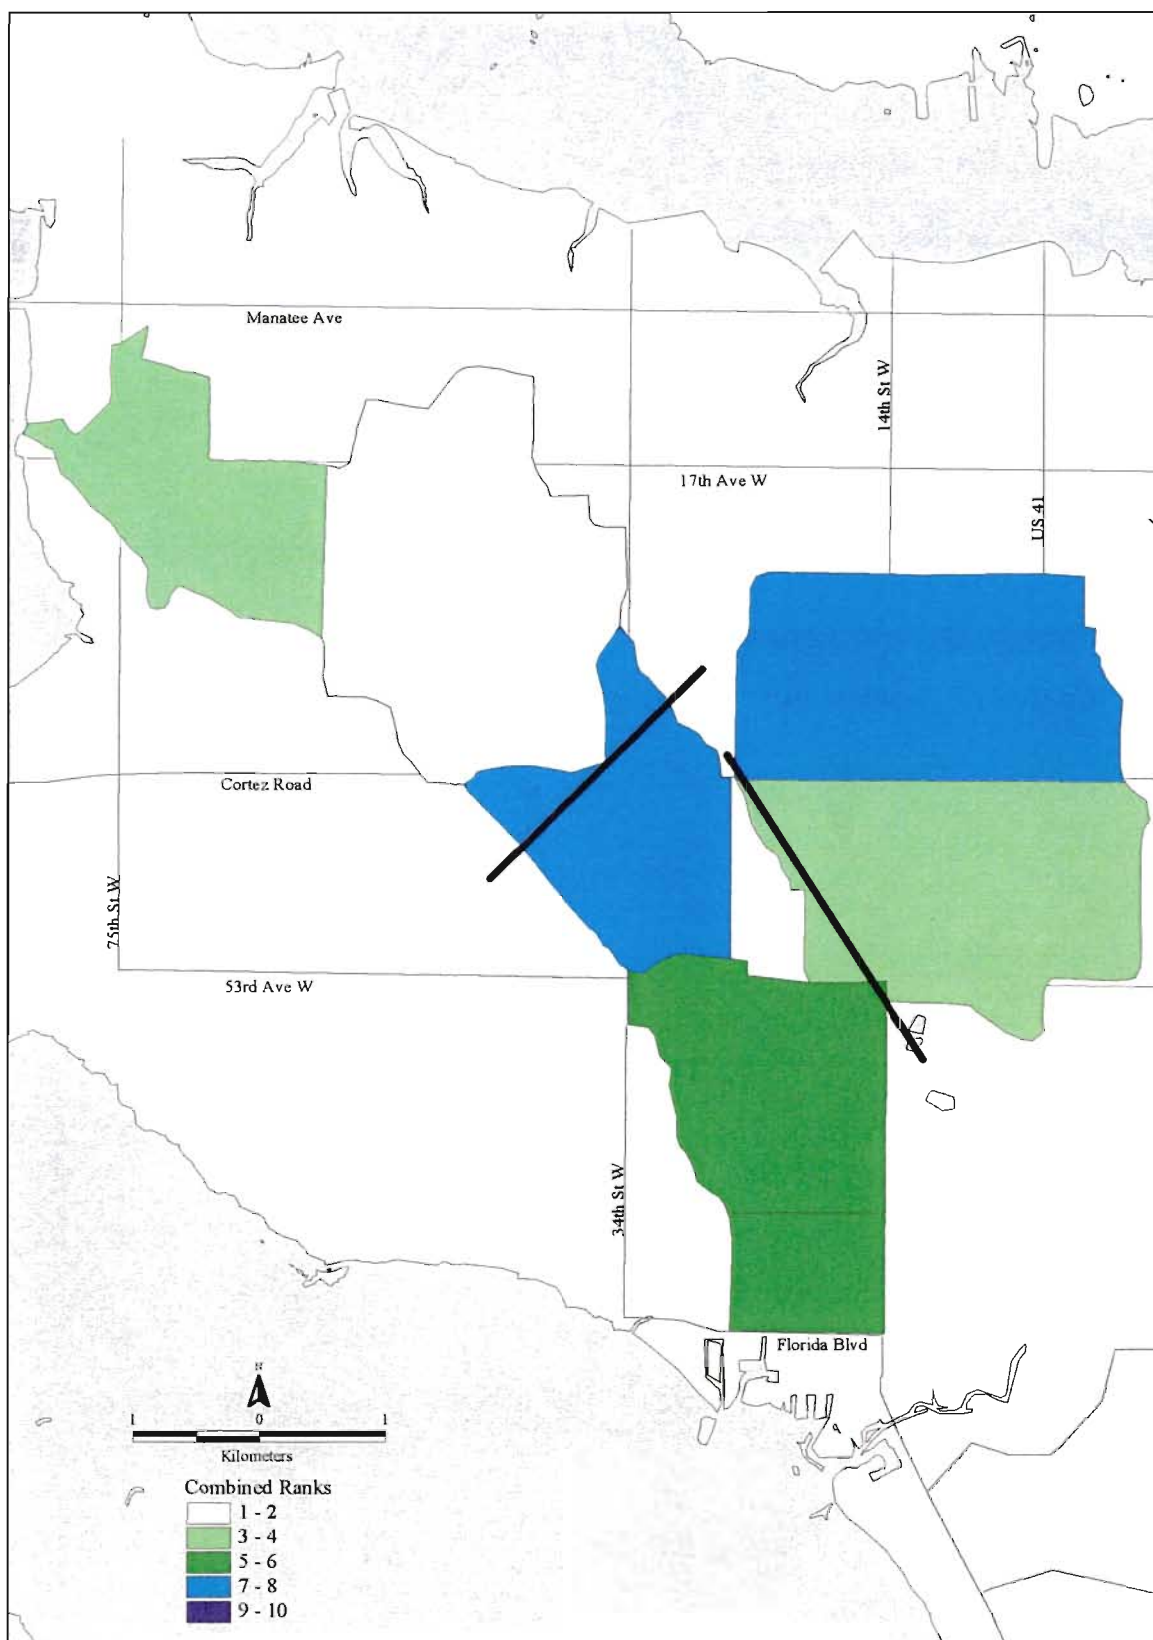 Manatee Ave
14th St W
17th Ave W
US 41
Cortez Road
75th St W
53rd Ave W
34th St W
Florida Blvd
N
1 0 1
Kilometers
Combined Ranks
1 - 2
3 - 4
5 - 6
7 - 8
9 - 10